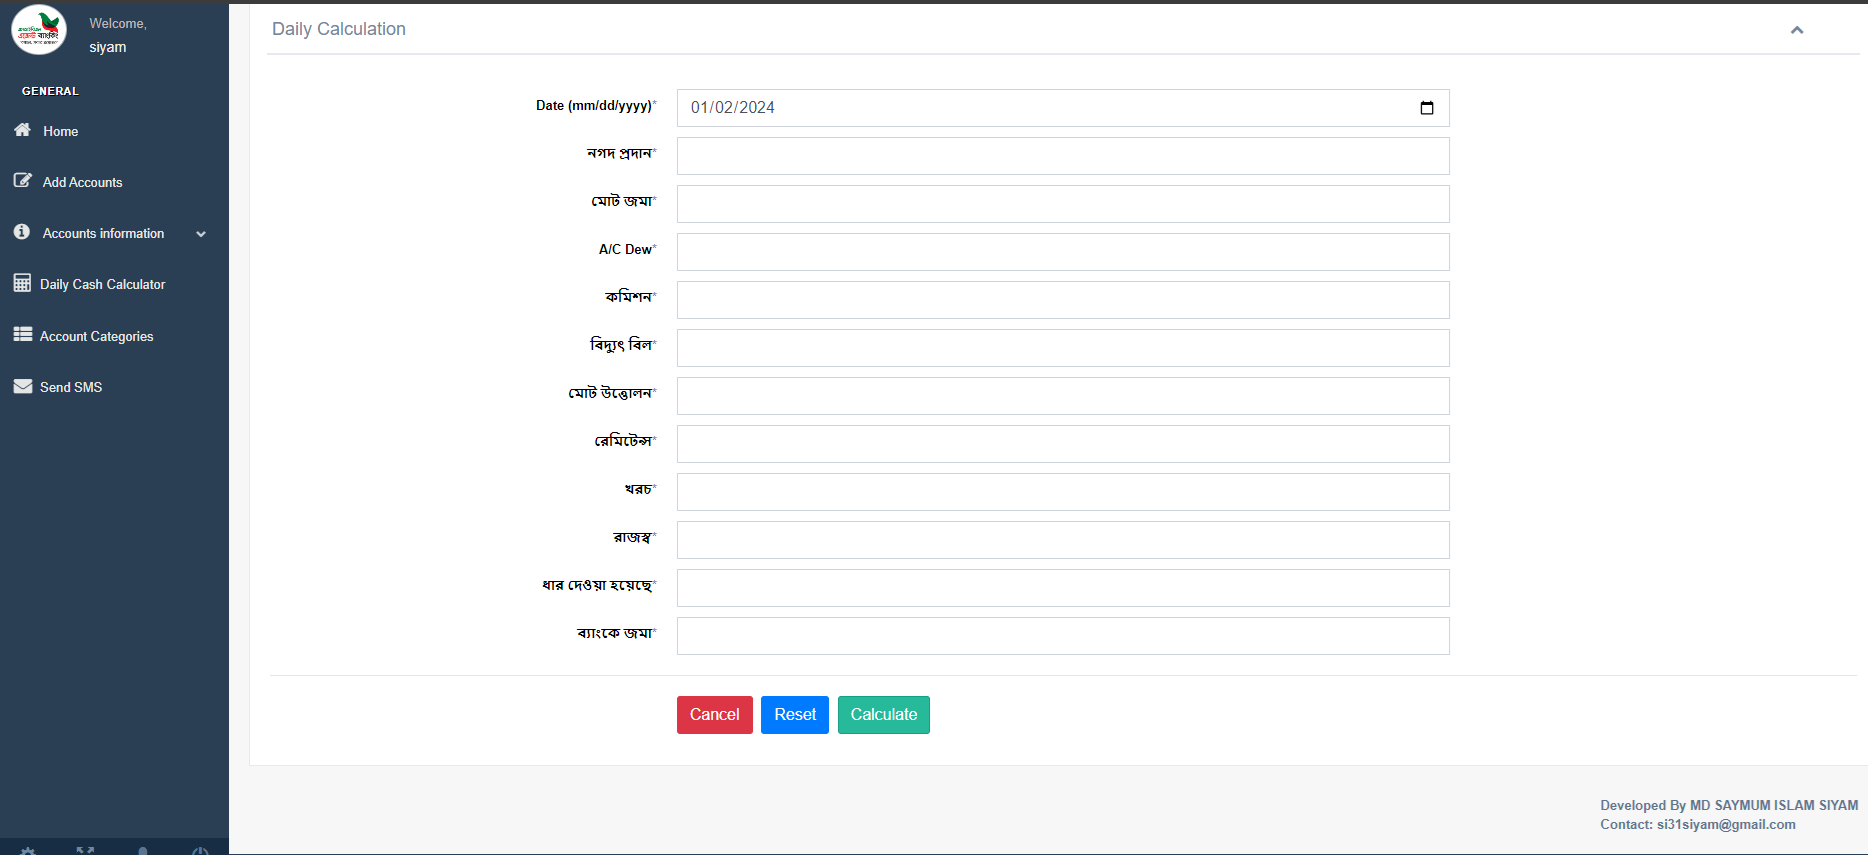 এজেন্ট ব্যাংকিং
Welcome,
siyam
GENERAL
Home
Add Accounts
Accounts information
Daily Cash Calculator
Account Categories
Send SMS
Daily Calculation
Date (mm/dd/yyyy)* 01/02/2024
নগদ প্রদান*
মোট জমা*
A/C Dew*
কমিশন*
বিদ্যুৎ বিল*
মোট উত্তোলন*
রেমিটেন্স*
খরচ*
রাজস্ব*
ধার দেওয়া হয়েছে*
ব্যাংকে জমা*
Cancel Reset Calculate
Developed By MD SAYMUM ISLAM SIYAM
Contact: si31siyam@gmail.com